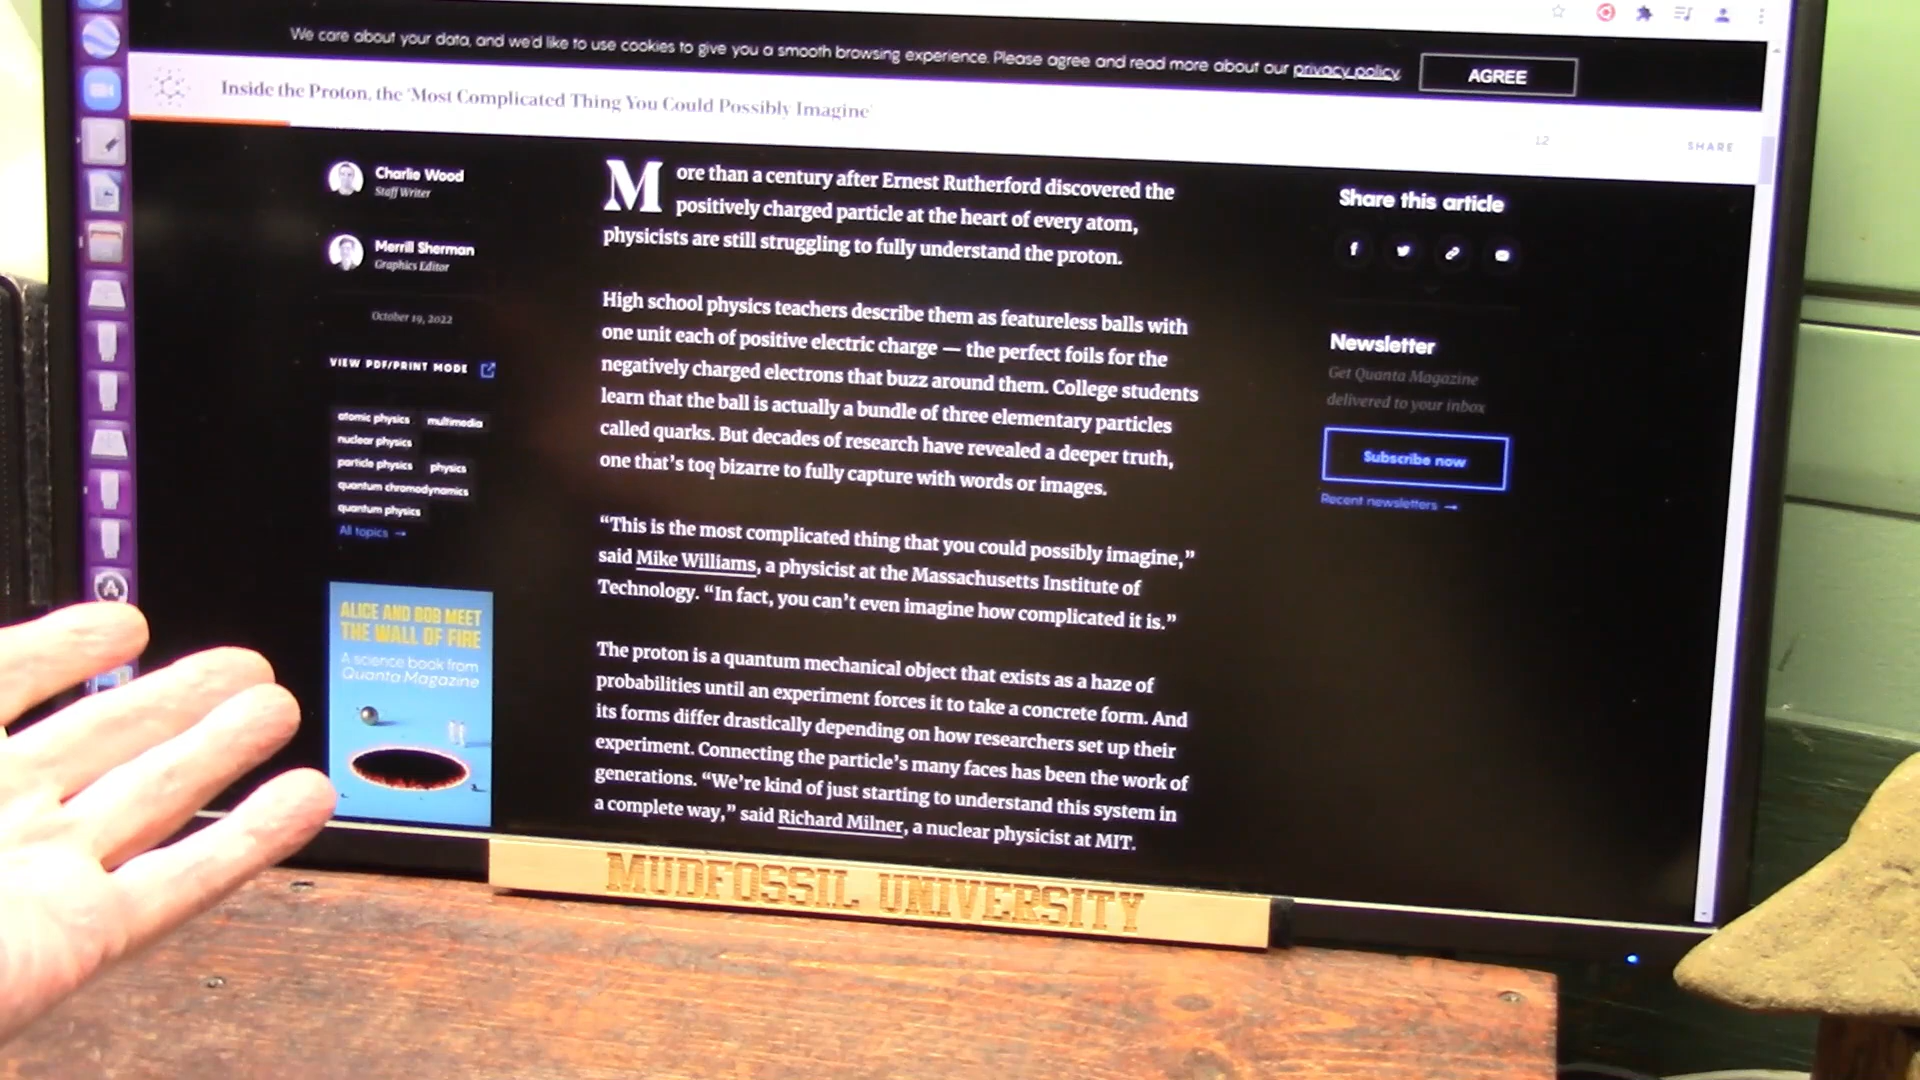 We care about your data, and we'd like to use cookies to give you a smooth browsing experience. Please agree and read more about our privacy policy.
AGREE
Inside the Proton, the 'Most Complicated Thing You Could Possibly Imagine'
12
SHARE
Charlie Wood
Staff Writer
Merrill Sherman
Graphics Editor
October 19, 2022
VIEW PDF/PRINT MODE
atomic physics multimedia
nuclear physics
particle physics physics
quantum chromodynamics
quantum physics
All topics →
ALICE AND BOB MEET
THE WALL OF FIRE
A science book from
Quanta Magazine
More than a century after Ernest Rutherford discovered the
positively charged particle at the heart of every atom,
physicists are still struggling to fully understand the proton.
High school physics teachers describe them as featureless balls with
one unit each of positive electric charge — the perfect foils for the
negatively charged electrons that buzz around them. College students
learn that the ball is actually a bundle of three elementary particles
called quarks. But decades of research have revealed a deeper truth,
one that's too bizarre to fully capture with words or images.
“This is the most complicated thing that you could possibly imagine,”
said Mike Williams, a physicist at the Massachusetts Institute of
Technology. “In fact, you can't even imagine how complicated it is.”
The proton is a quantum mechanical object that exists as a haze of
probabilities until an experiment forces it to take a concrete form. And
its forms differ drastically depending on how researchers set up their
experiment. Connecting the particle's many faces has been the work of
generations. “We're kind of just starting to understand this system in
a complete way,” said Richard Milner, a nuclear physicist at MIT.
Share this article
Newsletter
Get Quanta Magazine
delivered to your inbox
Subscribe now
Recent newsletters →
MUDFOSSIL UNIVERSITY